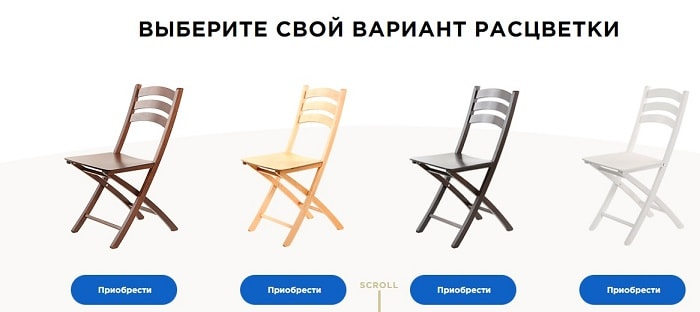 ВЫБЕРИТЕ СВОЙ ВАРИАНТ РАСЦВЕТКИ
Приобрести
Приобрести
SCROLL
Приобрести
Приобрести